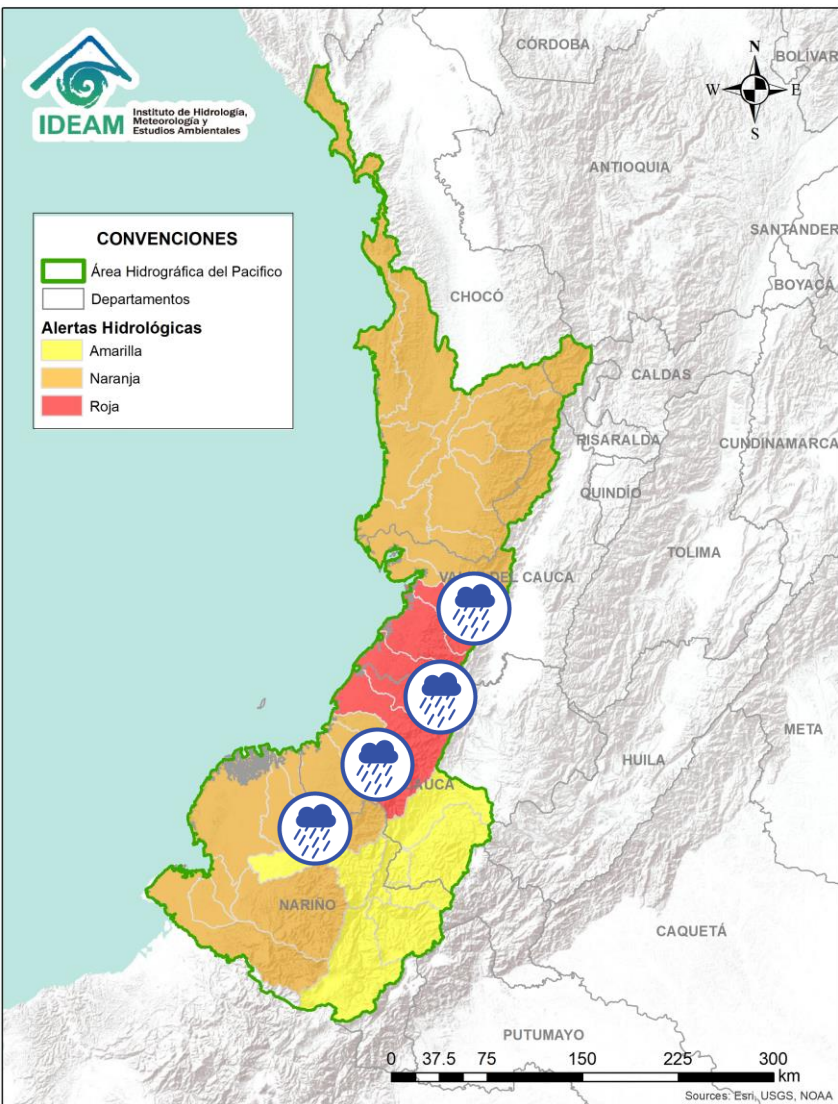 IDEAM
Instituto de Hidrología,
Meteorología y
Estudios Ambientales
CONVENCIONES
Área Hidrográfica del Pacifico
Departamentos
Alertas Hidrológicas
Amarilla
Naranja
Roja
N
W E
S
CÓRDOBA
BOLÍVAR
ANTIOQUIA
SANTANDER
BOYACÁ
CHOCÓ
CALDAS
RISARALDA
CUNDINAMARCA
QUINDÍO
TOLIMA
DEL CAUCA
META
HUILA
AUCA
NARIÑO
CAQUETÁ
PUTUMAYO
0 37.5 75 150 225 300
km
Sources: Esri, USGS, NOAA